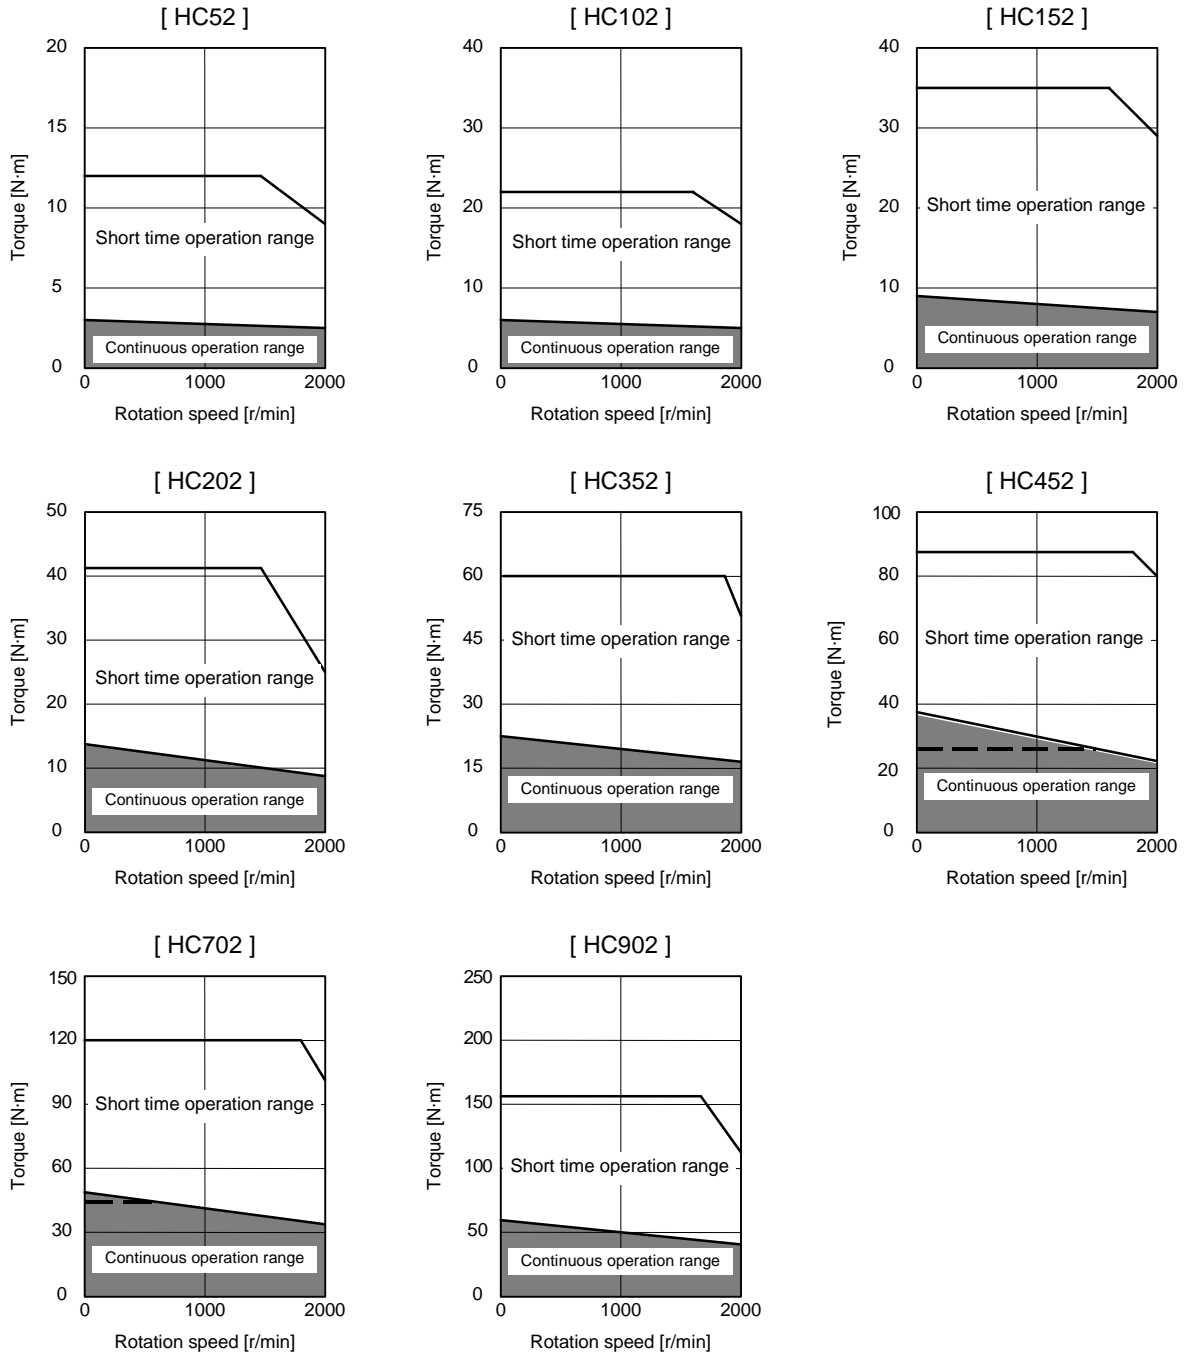 [ HC52 ]
20
15
10
5
0
Torque [N·m]
Short time operation range
Continuous operation range
0 1000 2000
Rotation speed [r/min]
[ HC102 ]
40
30
20
10
0
Torque [N·m]
Short time operation range
Continuous operation range
0 1000 2000
Rotation speed [r/min]
[ HC152 ]
40
30
20
10
0
Torque [N·m]
Short time operation range
Continuous operation range
0 1000 2000
Rotation speed [r/min]
[ HC202 ]
50
40
30
20
10
0
Torque [N·m]
Short time operation range
Continuous operation range
0 1000 2000
Rotation speed [r/min]
[ HC352 ]
75
60
45
30
15
0
Torque [N·m]
Short time operation range
Continuous operation range
0 1000 2000
Rotation speed [r/min]
[ HC452 ]
100
80
60
40
20
0
Torque [N·m]
Short time operation range
Continuous operation range
0 1000 2000
Rotation speed [r/min]
[ HC702 ]
150
120
90
60
30
0
Torque [N·m]
Short time operation range
Continuous operation range
0 1000 2000
Rotation speed [r/min]
[ HC902 ]
250
200
150
100
50
0
Torque [N·m]
Short time operation range
Continuous operation range
0 1000 2000
Rotation speed [r/min]